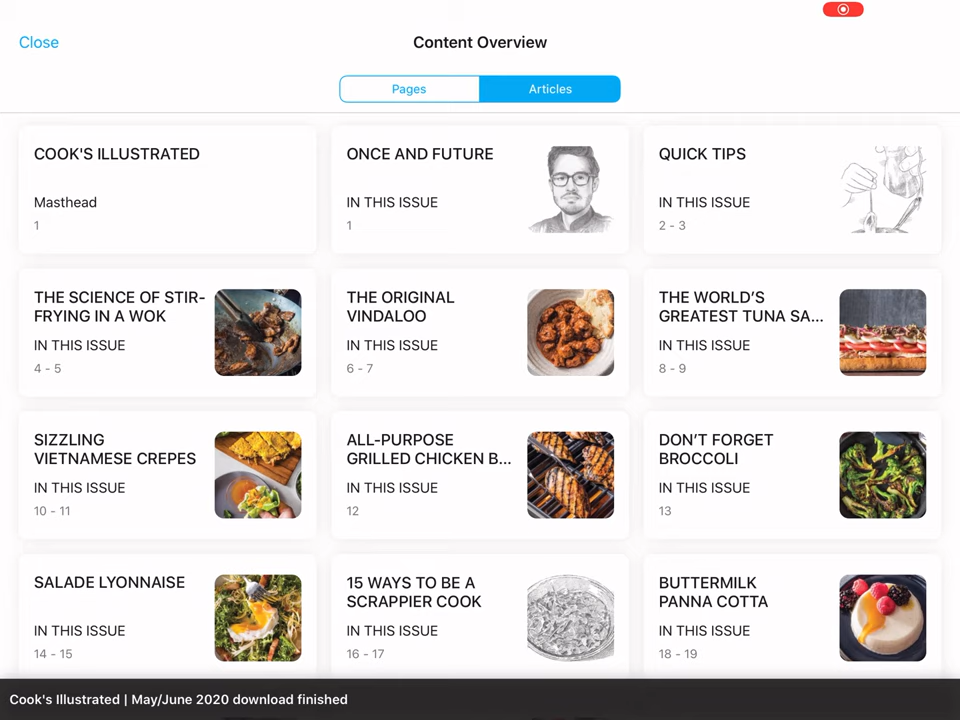 Close
Content Overview
Pages
Articles
COOK'S ILLUSTRATED
Masthead
1
ONCE AND FUTURE
IN THIS ISSUE
1
QUICK TIPS
IN THIS ISSUE
2 - 3
THE SCIENCE OF STIR-
FRYING IN A WOK
IN THIS ISSUE
4 - 5
THE ORIGINAL
VINDALOO
IN THIS ISSUE
6 - 7
THE WORLD’S
GREATEST TUNA SA...
IN THIS ISSUE
8 - 9
SIZZLING
VIETNAMESE CREPES
IN THIS ISSUE
10 - 11
ALL-PURPOSE
GRILLED CHICKEN B...
IN THIS ISSUE
12
DON’T FORGET
BROCCOLI
IN THIS ISSUE
13
SALADE LYONNAISE
IN THIS ISSUE
14 - 15
15 WAYS TO BE A
SCRAPPIER COOK
IN THIS ISSUE
16 - 17
BUTTERMILK
PANNA COTTA
IN THIS ISSUE
18 - 19
Cook's Illustrated | May/June 2020 download finished